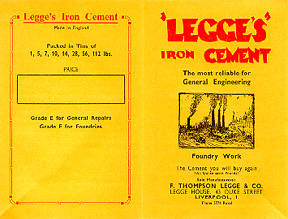 Legge's Iron Cement
Made in England
Packed in Tins of
1, 5, 7, 10, 14, 28, 56, 112 lbs.
PRICE
Grade E for General Repairs
Grade F for Foundries
'LEGGE'S'
IRON CEMENT
The most reliable for
General Engineering
Foundry Work
The Cement you will buy again
Sole Manufacturers
F. THOMPSON LEGGE & CO.
LEGGE HOUSE, 43 DUKE STREET
LIVERPOOL, 1